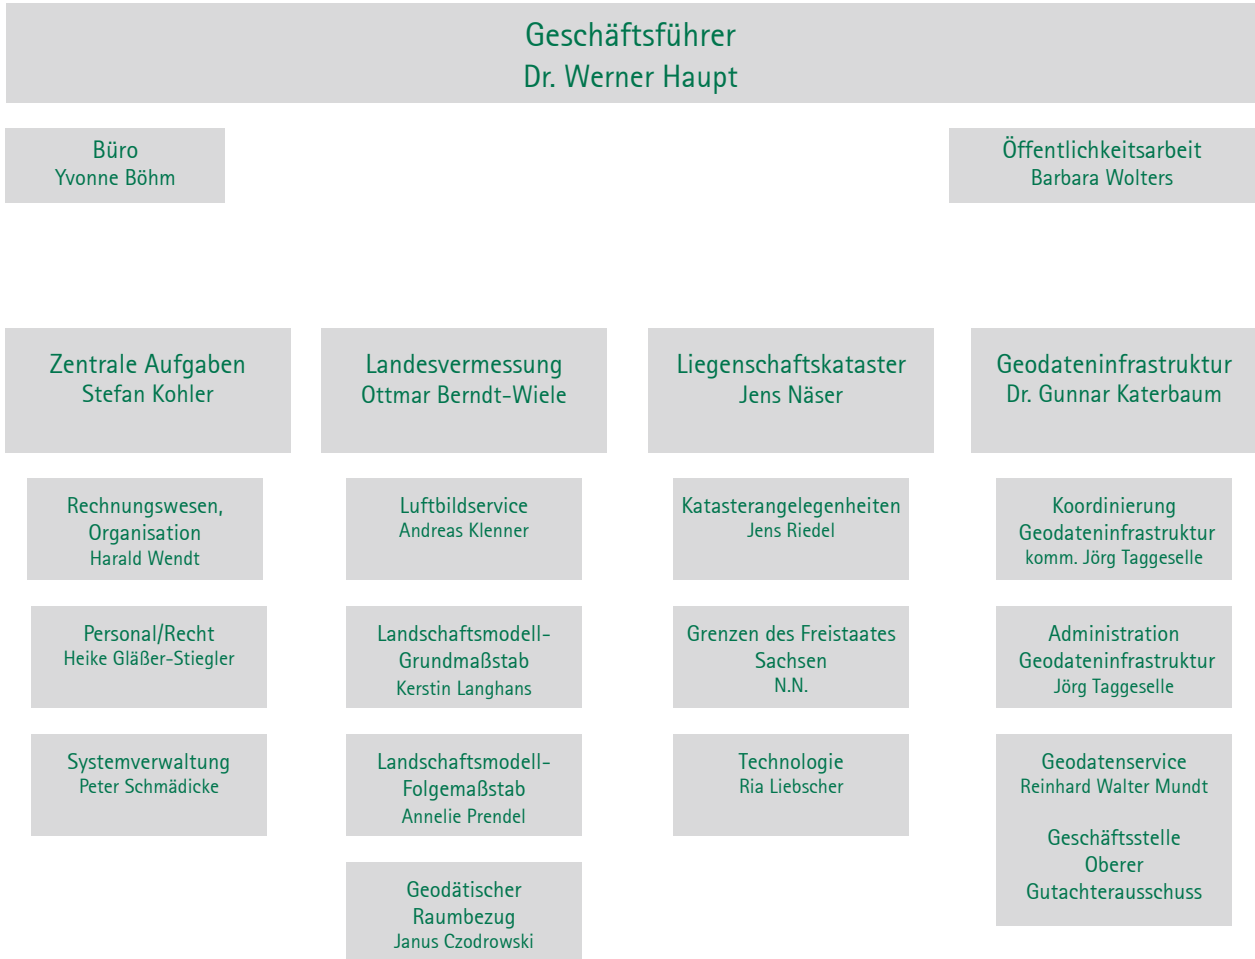 Geschäftsführer
Dr. Werner Haupt
Büro
Yvonne Böhm
Öffentlichkeitsarbeit
Barbara Wolters
Zentrale Aufgaben
Stefan Kohler
Landesvermessung
Ottmar Berndt-Wiele
Liegenschaftskataster
Jens Näser
Geodateninfrastruktur
Dr. Gunnar Katerbaum
Rechnungswesen,
Organisation
Harald Wendt
Personal/Recht
Heike Gläßer-Stiegler
Systemverwaltung
Peter Schmädicke
Luftbildservice
Andreas Klenner
Landschaftsmodell-
Grundmaßstab
Kerstin Langhans
Landschaftsmodell-
Folgemaßstab
Annelie Prendel
Geodätischer
Raumbezug
Janus Czodrowski
Katasterangelegenheiten
Jens Riedel
Grenzen des Freistaates
Sachsen
N.N.
Technologie
Ria Liebscher
Koordinierung
Geodateninfrastruktur
komm. Jörg Taggeselle
Administration
Geodateninfrastruktur
Jörg Taggeselle
Geodatenservice
Reinhard Walter Mundt
Geschäftsstelle
Oberer
Gutachterausschuss